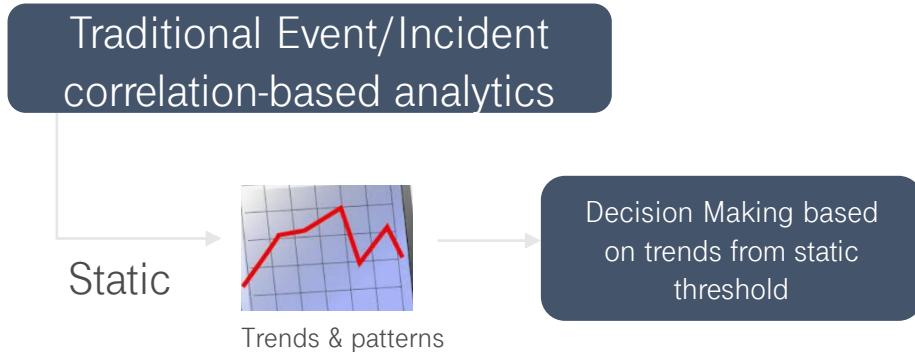 Traditional Event/Incident
correlation-based analytics
Static
Trends & patterns
Decision Making based
on trends from static
threshold